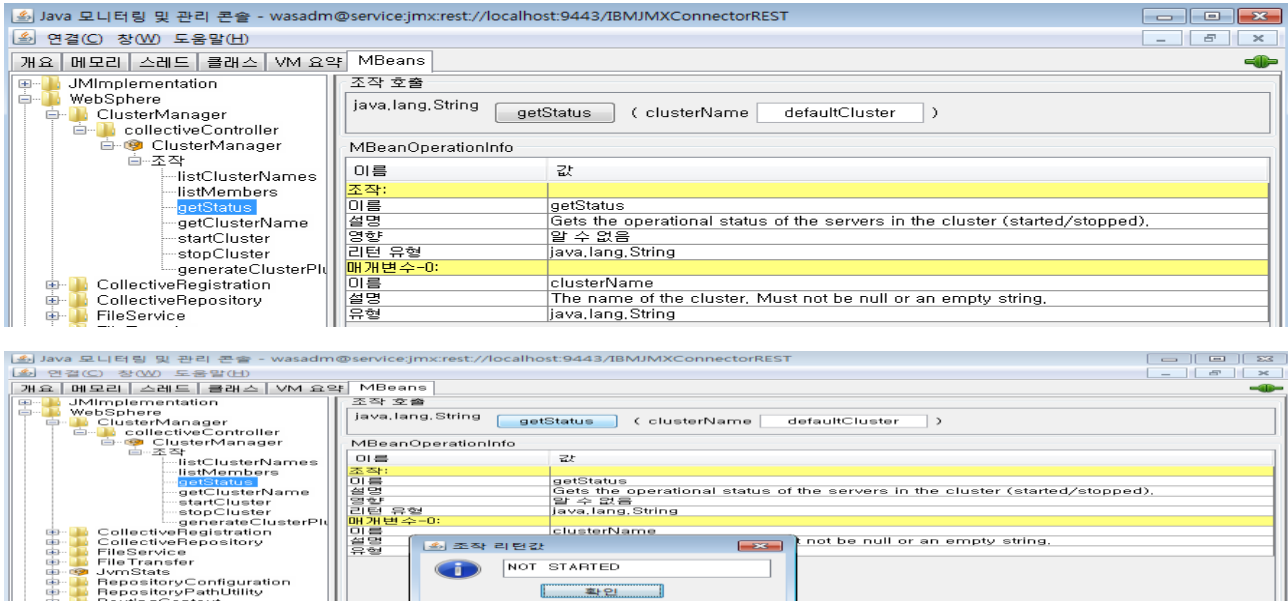 Java 모니터링 및 관리 콘솔 - wasadm@service:jmx:rest://localhost:9443/IBMJMXConnectorREST
연결(C) 창(W) 도움말(H)
개요 메모리 스레드 클래스 VM 요약 MBeans
JMImplementation
WebSphere
ClusterManager
collectiveController
ClusterManager
조작
listClusterNames
listMembers
getStatus
getClusterName
startCluster
stopCluster
generateClusterPlu
CollectiveRegistration
CollectiveRepository
FileService
조작 호출
java.lang.String getStatus ( clusterName defaultCluster )
MBeanOperationInfo
이름 값
조작:
이름 getStatus
설명 Gets the operational status of the servers in the cluster (started/stopped),
영향 알 수 없음
리턴 유형 java.lang.String
매개변수-0:
이름 clusterName
설명 The name of the cluster, Must not be null or an empty string,
유형 java.lang.String
Java 모니터링 및 관리 콘솔 - wasadm@service:jmx:rest://localhost:9443/IBMJMXConnectorREST
연결(C) 창(W) 도움말(H)
개요 메모리 스레드 클래스 VM 요약 MBeans
JMImplementation
WebSphere
ClusterManager
collectiveController
ClusterManager
조작
listClusterNames
listMembers
getStatus
getClusterName
startCluster
stopCluster
generateClusterPlu
CollectiveRegistration
CollectiveRepository
FileService
FileTransfer
JvmStats
RepositoryConfiguration
RepositoryPathUtility
조작 호출
java.lang.String getStatus ( clusterName defaultCluster )
MBeanOperationInfo
이름 값
조작:
이름 getStatus
설명 Gets the operational status of the servers in the cluster (started/stopped),
영향 알 수 없음
리턴 유형 java.lang.String
매개변수-0:
이름 clusterName
설명 not be null or an empty string,
유형
조작 리턴값
NOT STARTED
확인